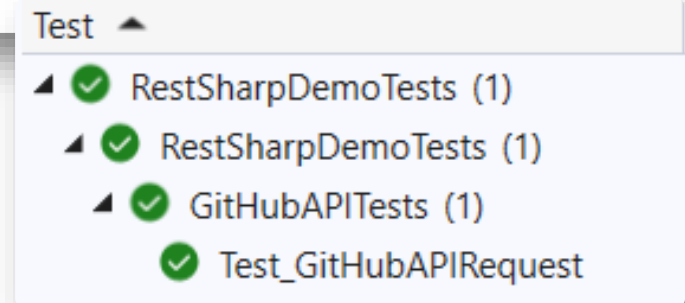 Test
RestSharpDemoTests (1)
RestSharpDemoTests (1)
GitHubAPITests (1)
Test_GitHubAPIRequest